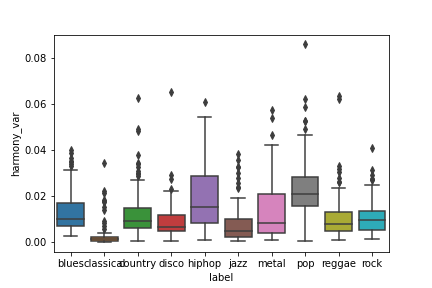 0.08
0.06
0.04
0.02
0.00
harmony_var
blues classical country disco hiphop jazz metal pop reggae rock
label